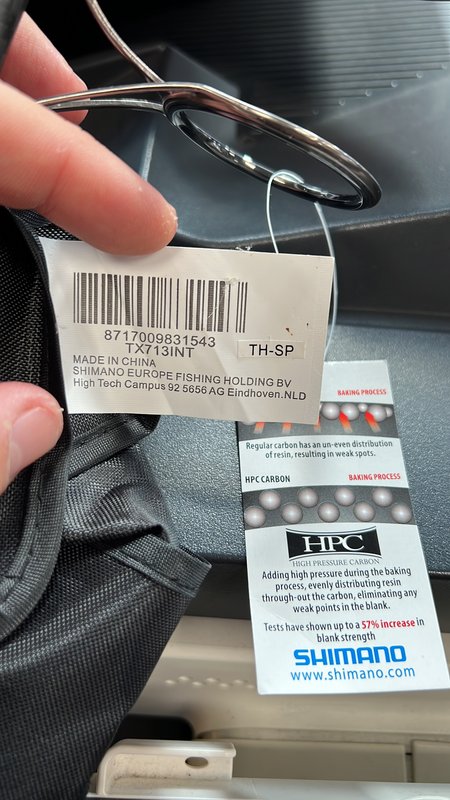 8717009831543
TX713INT
TH-SP
MADE IN CHINA
SHIMANO EUROPE FISHING HOLDING BV
High Tech Campus 92 5656 AG Eindhoven.NLD
BAKING PROCESS
Regular carbon has an un-even distribution
of resin, resulting in weak spots.
HPC CARBON
BAKING PROCESS
HPC
HIGH PRESSURE CARBON
Adding high pressure during the baking
process, evenly distributing resin
through-out the carbon, eliminating any
weak points in the blank.
Tests have shown up to a 57% increase in
blank strength
SHIMANO
www.shimano.com